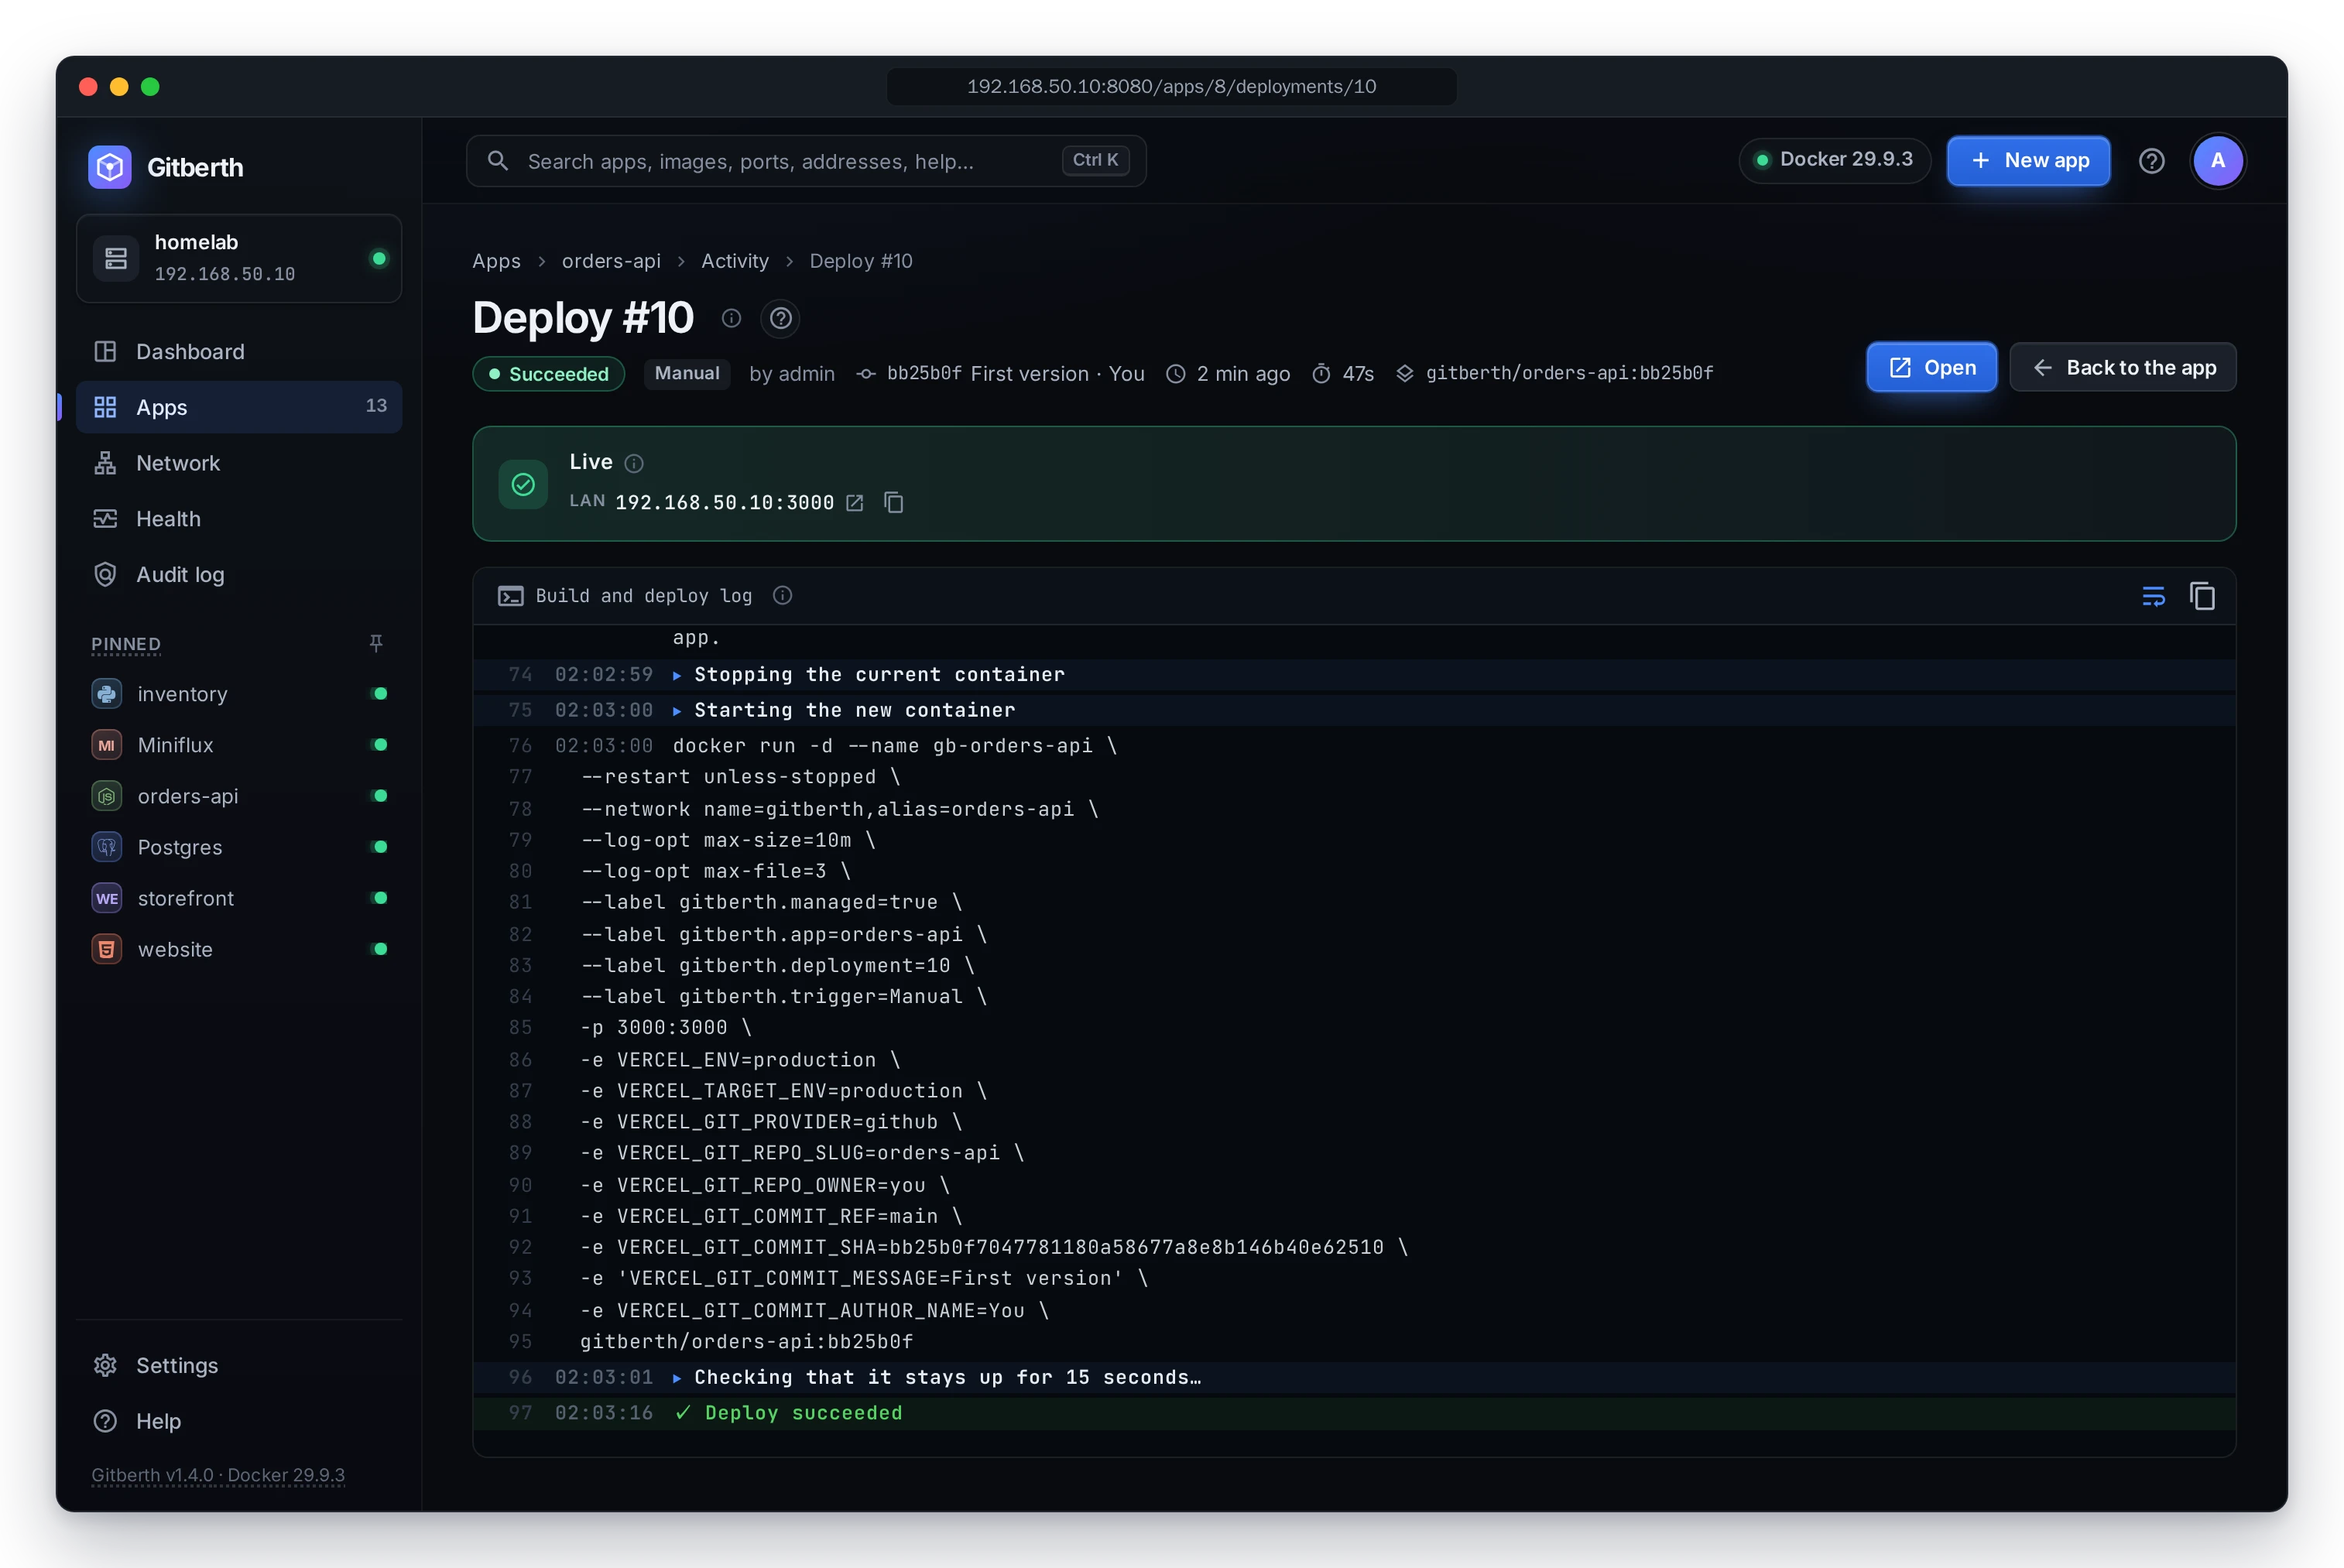 192.168.50.10:8080/apps/8/deployments/10
Gitberth
Search apps, images, ports, addresses, help...
Ctrl K
Docker 29.9.3
+ New app
A
homelab
192.168.50.10
Dashboard
Apps 13
Network
Health
Audit log
PINNED
inventory
MI Miniflux
orders-api
Postgres
WE storefront
website
Settings
Help
Gitberth v1.4.0 · Docker 29.9.3
Apps > orders-api > Activity > Deploy #10
Deploy #10
Succeeded Manual by admin bb25b0f First version · You 2 min ago 47s gitberth/orders-api:bb25b0f
Open
Back to the app
Live
LAN 192.168.50.10:3000
Build and deploy log
app.
74 02:02:59 ▸ Stopping the current container
75 02:03:00 ▸ Starting the new container
76 02:03:00 docker run -d --name gb-orders-api \
77 --restart unless-stopped \
78 --network name=gitberth,alias=orders-api \
79 --log-opt max-size=10m \
80 --log-opt max-file=3 \
81 --label gitberth.managed=true \
82 --label gitberth.app=orders-api \
83 --label gitberth.deployment=10 \
84 --label gitberth.trigger=Manual \
85 -p 3000:3000 \
86 -e VERCEL_ENV=production \
87 -e VERCEL_TARGET_ENV=production \
88 -e VERCEL_GIT_PROVIDER=github \
89 -e VERCEL_GIT_REPO_SLUG=orders-api \
90 -e VERCEL_GIT_REPO_OWNER=you \
91 -e VERCEL_GIT_COMMIT_REF=main \
92 -e VERCEL_GIT_COMMIT_SHA=bb25b0f7047781180a58677a8e8b146b40e62510 \
93 -e 'VERCEL_GIT_COMMIT_MESSAGE=First version' \
94 -e VERCEL_GIT_COMMIT_AUTHOR_NAME=You \
95 gitberth/orders-api:bb25b0f
96 02:03:01 ▸ Checking that it stays up for 15 seconds…
97 02:03:16 ✓ Deploy succeeded